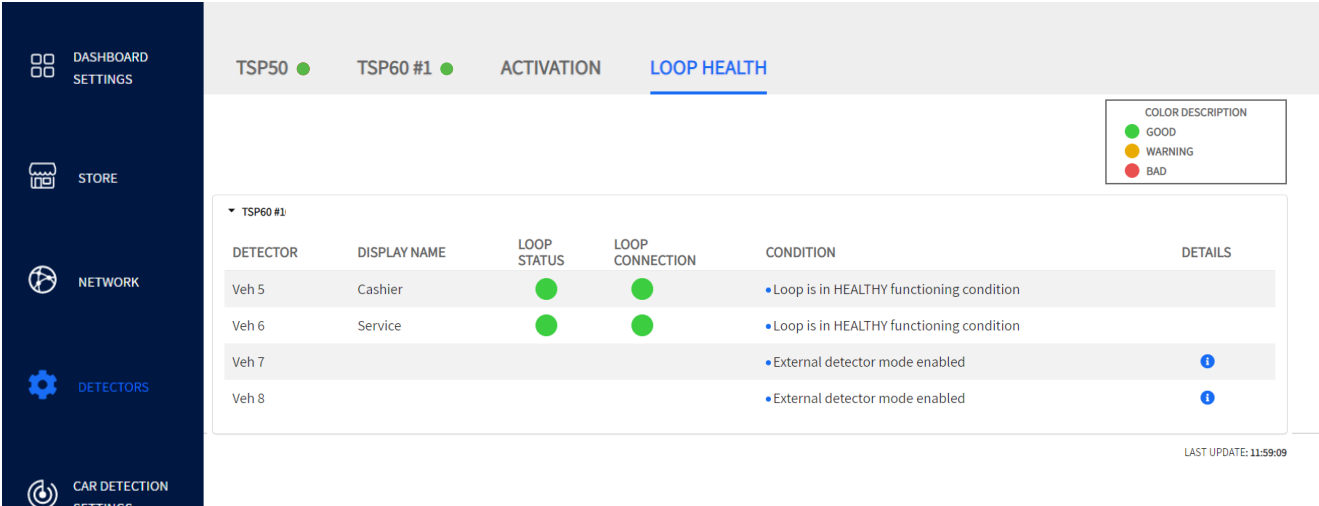 DASHBOARD
SETTINGS
TSP50
TSP60 #1
ACTIVATION
LOOP HEALTH
COLOR DESCRIPTION
GOOD
WARNING
BAD
STORE
TSP60 #1
DETECTOR DISPLAY NAME LOOP STATUS LOOP CONNECTION CONDITION DETAILS
Veh 5 Cashier •Loop is in HEALTHY functioning condition
Veh 6 Service •Loop is in HEALTHY functioning condition
Veh 7 •External detector mode enabled
Veh 8 •External detector mode enabled
NETWORK
DETECTORS
LAST UPDATE: 11:59:09
CAR DETECTION
SETTINGS